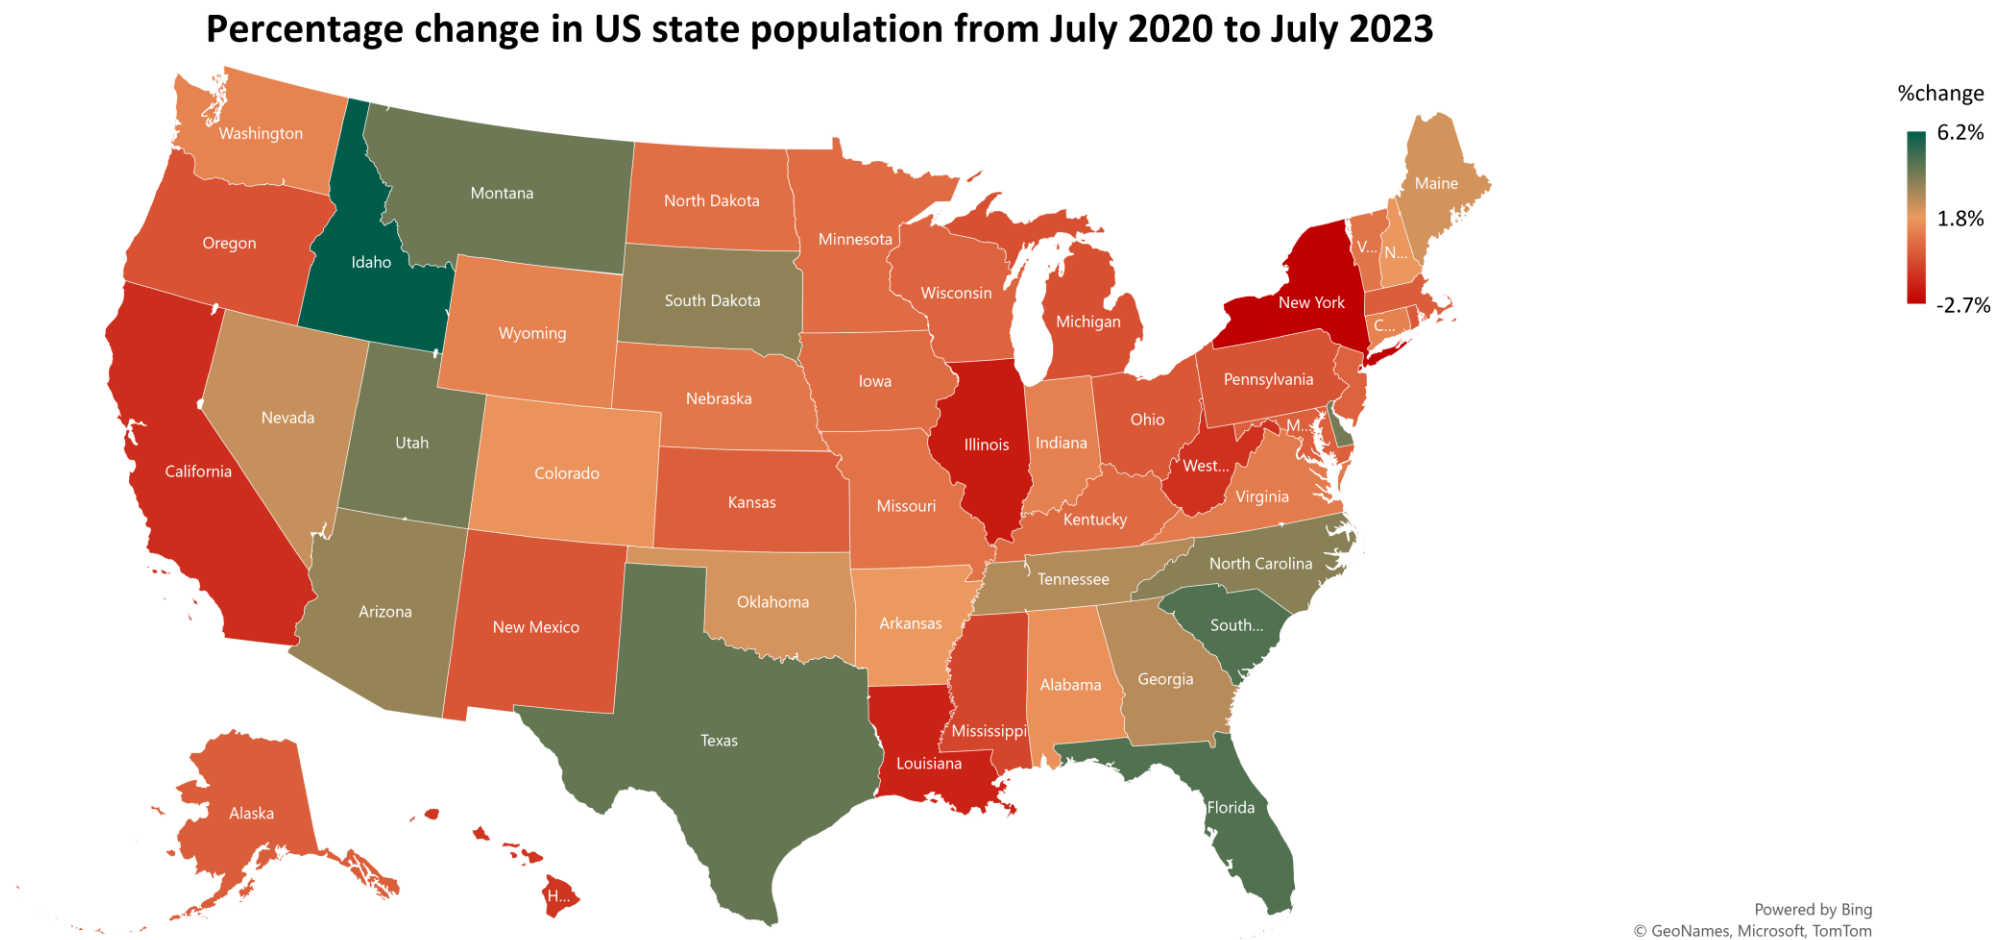 Percentage change in US state population from July 2020 to July 2023
%change
6.2%
1.8%
-2.7%
Washington
Montana
North Dakota
Minnesota
Maine
Oregon
Idaho
South Dakota
Wisconsin
Michigan
New York
V...
N...
C...
Wyoming
Nebraska
Iowa
Pennsylvania
Nevada
Utah
Colorado
Illinois
Indiana
Ohio
M...
California
Kansas
Missouri
West...
Virginia
Kentucky
Arizona
New Mexico
Oklahoma
Arkansas
Tennessee
North Carolina
South...
Texas
Louisiana
Mississippi
Alabama
Georgia
Florida
Alaska
H...
Powered by Bing
© GeoNames, Microsoft, TomTom